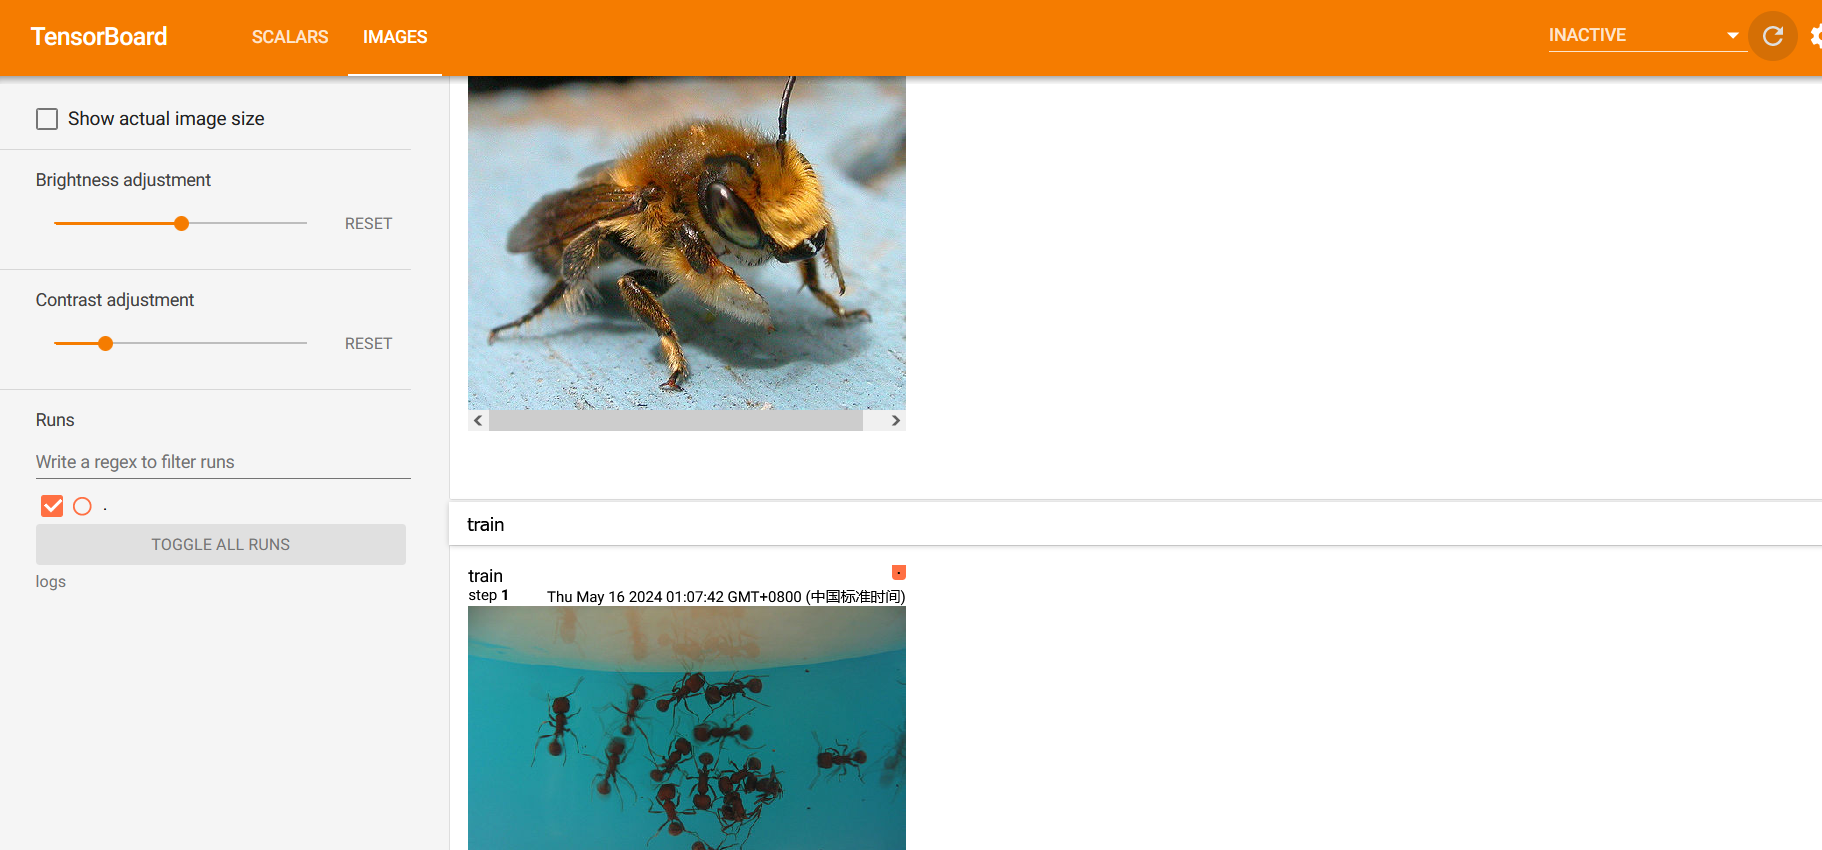 TensorBoard
SCALARS
IMAGES
INACTIVE
Show actual image size
Brightness adjustment
RESET
Contrast adjustment
RESET
Runs
Write a regex to filter runs
.
TOGGLE ALL RUNS
logs
train
train
step 1
Thu May 16 2024 01:07:42 GMT+0800 (中国标准时间)